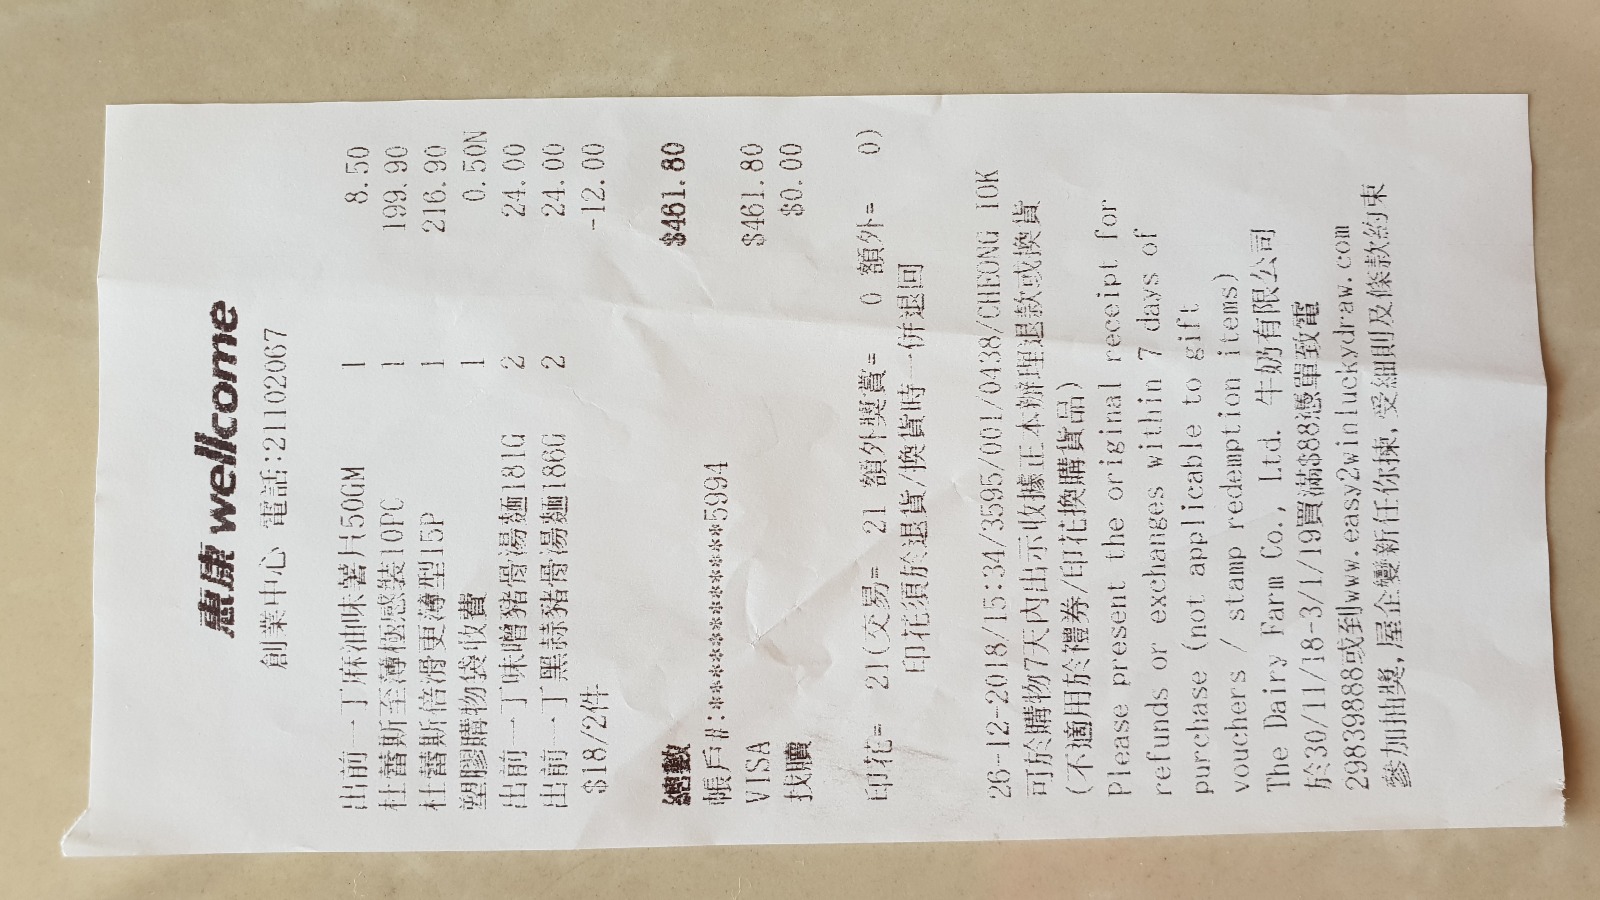 惠康 wellcome
創業中心 電話:21102067
出前一丁麻油味薯片50GM 1 8.50
杜蕾斯至薄極感裝10PC 1 199.90
杜蕾斯倍滑更薄型15P 1 216.90
塑膠購物袋收費 1 0.50N
出前一丁味噌豬骨湯麵181G 2 24.00
出前一丁黑蒜豬骨湯麵186G 2 24.00
$18/2件 -12.00
總數 $461.80
帳戶#:************5994
VISA $461.80
找贖 $0.00
印花= 21(交易= 21 額外獎賞= 0 額外= 0)
印花須於退貨/換貨時一併退回
26-12-2018/15:34/3595/001/0438/CHEONG IOK
可於購物7天內出示收據正本辦理退款或換貨
(不適用於禮券/印花換購貨品)
Please present the original receipt for
refunds or exchanges within 7 days of
purchase (not applicable to gift
vouchers / stamp redemption items)
The Dairy Farm Co., Ltd. 牛奶有限公司
於30/11/18-3/1/19買滿$88憑單致電
29839888或到www.easy2winluckydraw.com
參加抽獎,屋企變新任你揀,受細則及條款約束